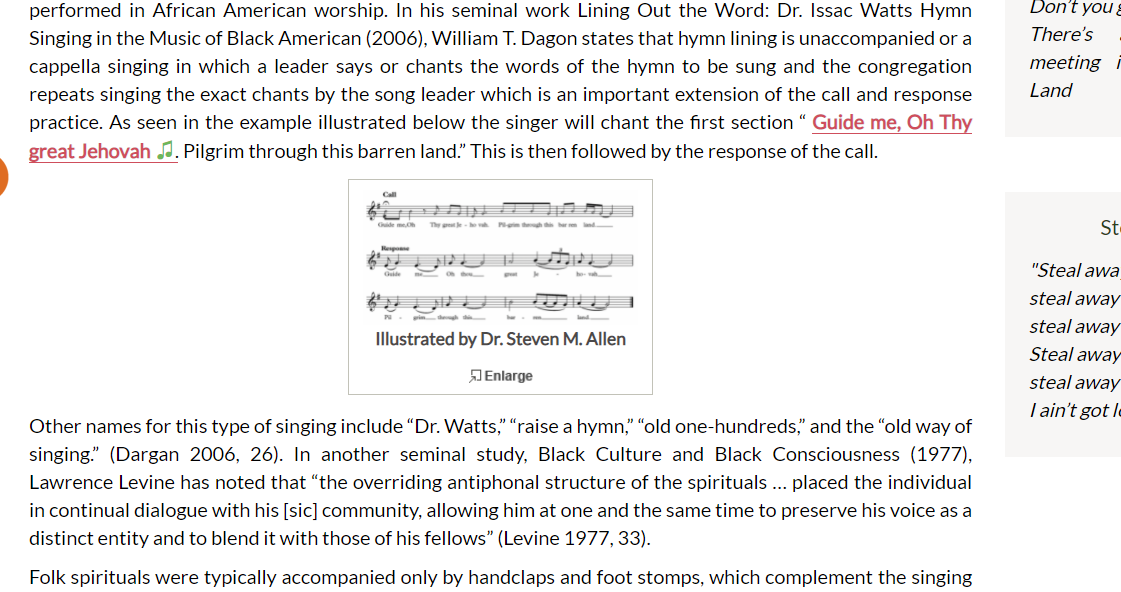 performed in African American worship. In his seminal work Lining Out the Word: Dr. Issac Watts Hymn
Singing in the Music of Black American (2006), William T. Dagon states that hymn lining is unaccompanied or a
cappella singing in which a leader says or chants the words of the hymn to be sung and the congregation
repeats singing the exact chants by the song leader which is an important extension of the call and response
practice. As seen in the example illustrated below the singer will chant the first section “ Guide me, Oh Thy
great Jehovah 🎵. Pilgrim through this barren land.” This is then followed by the response of the call.
Call
Guide me,Oh Thy great Je - ho vah. Pil-grim through this bar ren land
Response
Guide me Oh thou great Je - ho- vah
Pil - grim through this bar - ren land
Illustrated by Dr. Steven M. Allen
Enlarge
Other names for this type of singing include “Dr. Watts,” “raise a hymn,” “old one-hundreds,” and the “old way of
singing.” (Dargan 2006, 26). In another seminal study, Black Culture and Black Consciousness (1977),
Lawrence Levine has noted that “the overriding antiphonal structure of the spirituals … placed the individual
in continual dialogue with his [sic] community, allowing him at one and the same time to preserve his voice as a
distinct entity and to blend it with those of his fellows” (Levine 1977, 33).
Folk spirituals were typically accompanied only by handclaps and foot stomps, which complement the singing
Don’t you
There’s
meeting
Land
"Steal
steal away
steal away
Steal away
steal away
I ain’t got